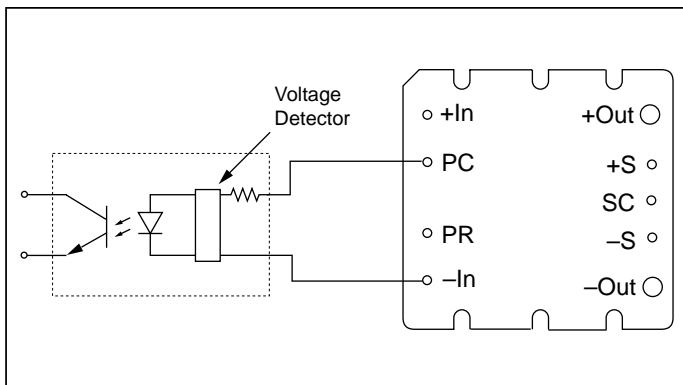 Voltage
Detector
+In
+Out
PC
+S
SC
PR
–S
–In
–Out